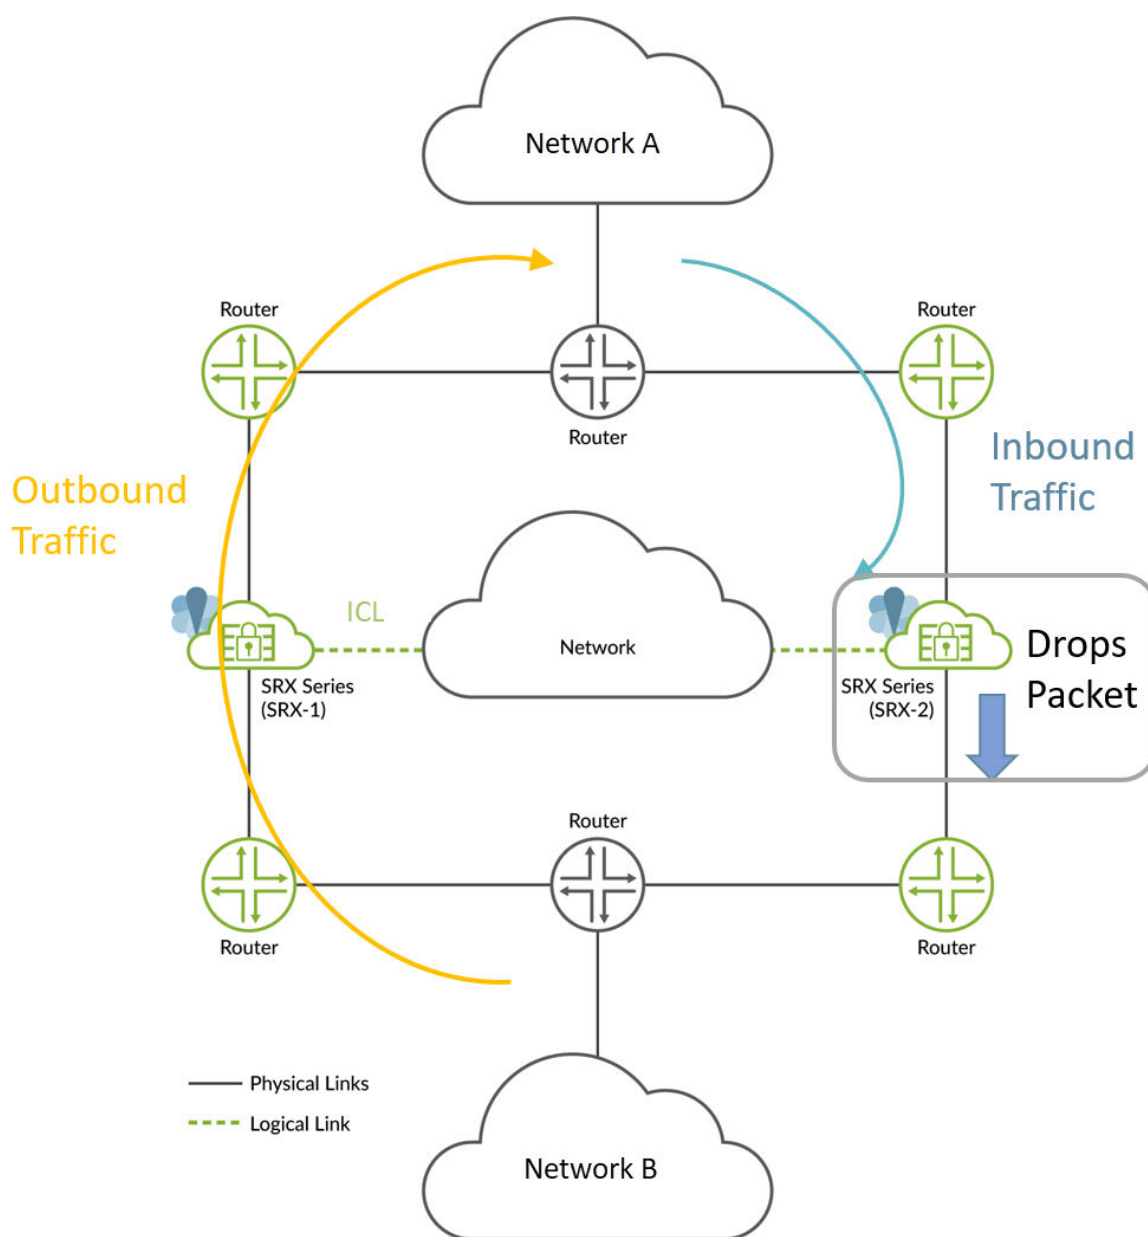 Network A
Router
Router
Router
Outbound
Traffic
Inbound
Traffic
ICL
Network
SRX Series
(SRX-1)
SRX Series
(SRX-2)
Drops
Packet
Router
Router
Router
Physical Links
Logical Link
Network B